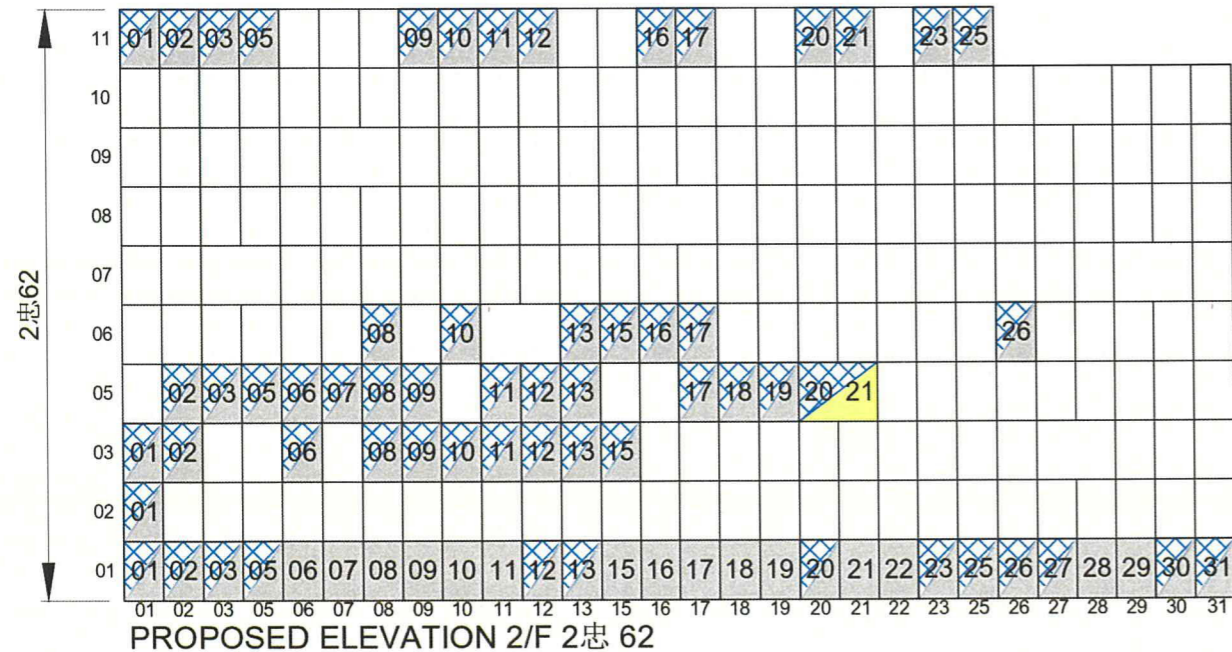 11 01 02 03 05 09 10 11 12 16 17 20 21 23 25
10
09
08
07
06 08 10 13 15 16 17 26
05 02 03 05 06 07 08 09 11 12 13 17 18 19 20 21
03 01 02 06 08 09 10 11 12 13 15
02 01
01 01 02 03 05 06 07 08 09 10 11 12 13 15 16 17 18 19 20 21 22 23 25 26 27 28 29 30 31
01 02 03 05 06 07 08 09 10 11 12 13 15 16 17 18 19 20 21 22 23 25 26 27 28 29 30 31
2忠62
PROPOSED ELEVATION 2/F 2忠 62